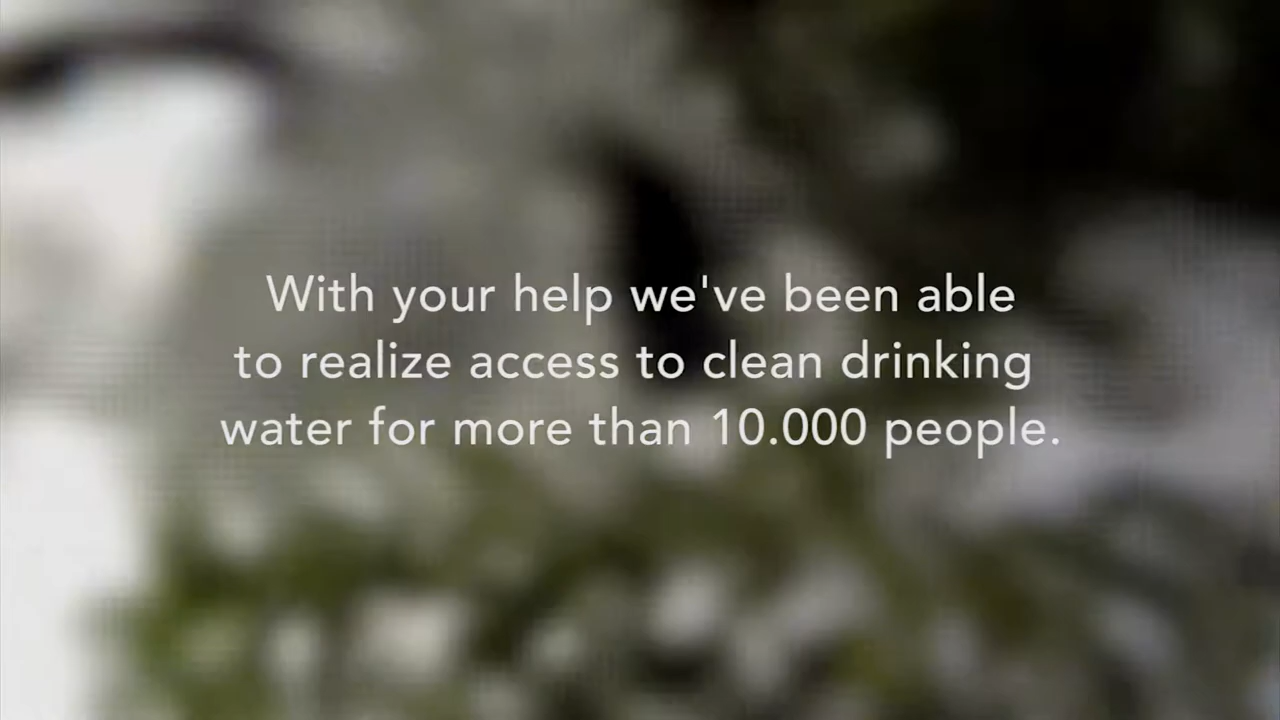 With your help we've been able
to realize access to clean drinking
water for more than 10.000 people.